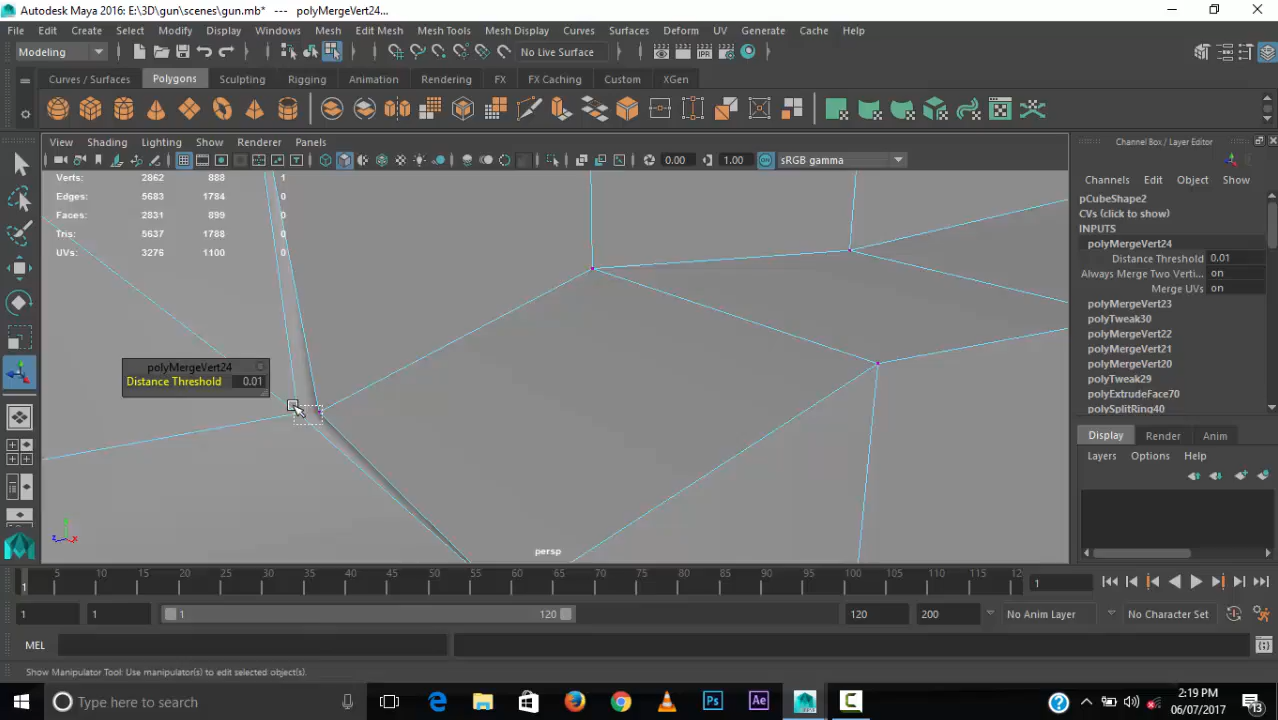 Autodesk Maya 2016: E:\3D\gun\scenes\gun.mb* --- polyMergeVert24...
File Edit Create Select Modify Display Windows Mesh Edit Mesh Mesh Tools Mesh Display Curves Surfaces Deform UV Generate Cache Help
Modeling No Live Surface
Curves / Surfaces Polygons Sculpting Rigging Animation Rendering FX FX Caching Custom XGen
View Shading Lighting Show Renderer Panels
0.00 1.00 sRGB gamma
Verts: 2862 888 1
Edges: 5683 1784 0
Faces: 2831 899 0
Tris: 5637 1788 0
UVs: 3276 1100 0
polyMergeVert24
Distance Threshold 0.01
persp
Channel Box / Layer Editor
Channels Edit Object Show
pCubeShape2
CVs (click to show)
INPUTS
polyMergeVert24
Distance Threshold 0.01
Always Merge Two Verti... on
Merge UVs on
polyMergeVert23
polyTweak30
polyMergeVert22
polyMergeVert21
polyMergeVert20
polyTweak29
polyExtrudeFace70
polySplitRing40
Display Render Anim
Layers Options Help
1 5 10 15 20 25 30 35 40 45 50 55 60 65 70 75 80 85 90 95 100 105 110 115 12 1
1 1 1 120 120 200 No Anim Layer No Character Set
MEL
Show Manipulator Tool: Use manipulator(s) to edit selected object(s).
Type here to search
Ps Ae
2:19 PM
06/07/2017
13